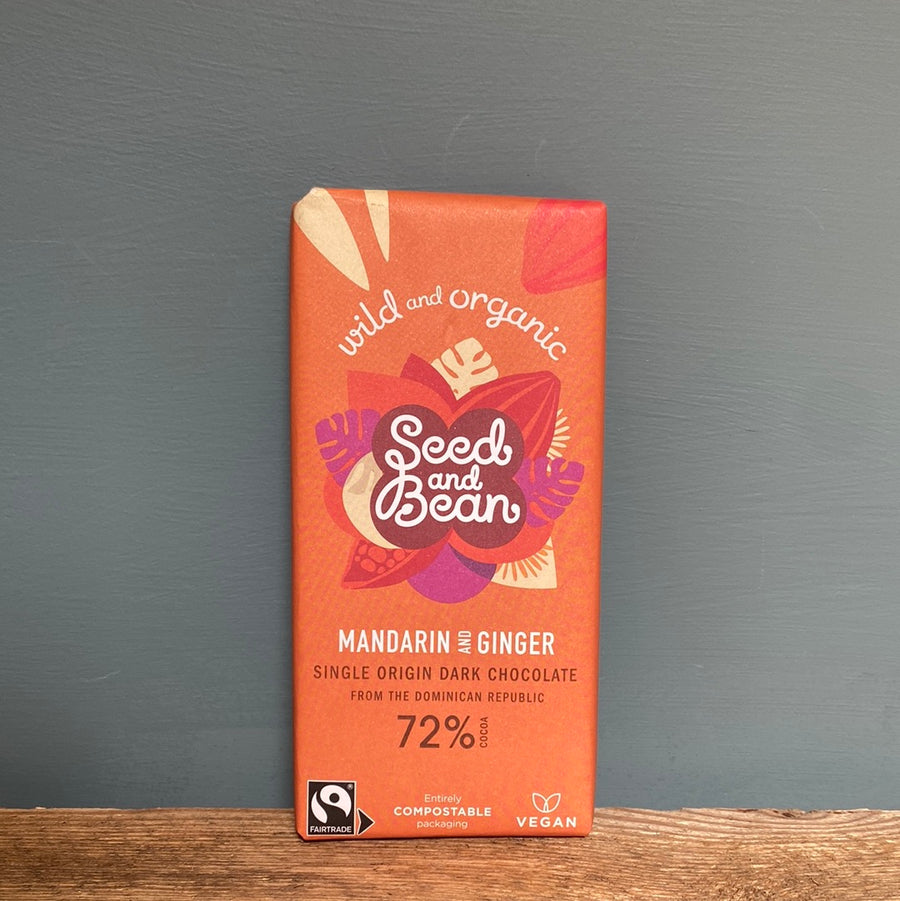 wild and organic
Seed
and
Bean
MANDARIN AND GINGER
SINGLE ORIGIN DARK CHOCOLATE
FROM THE DOMINICAN REPUBLIC
72% COCOA
FAIRTRADE
®
Entirely
COMPOSTABLE
packaging
VEGAN